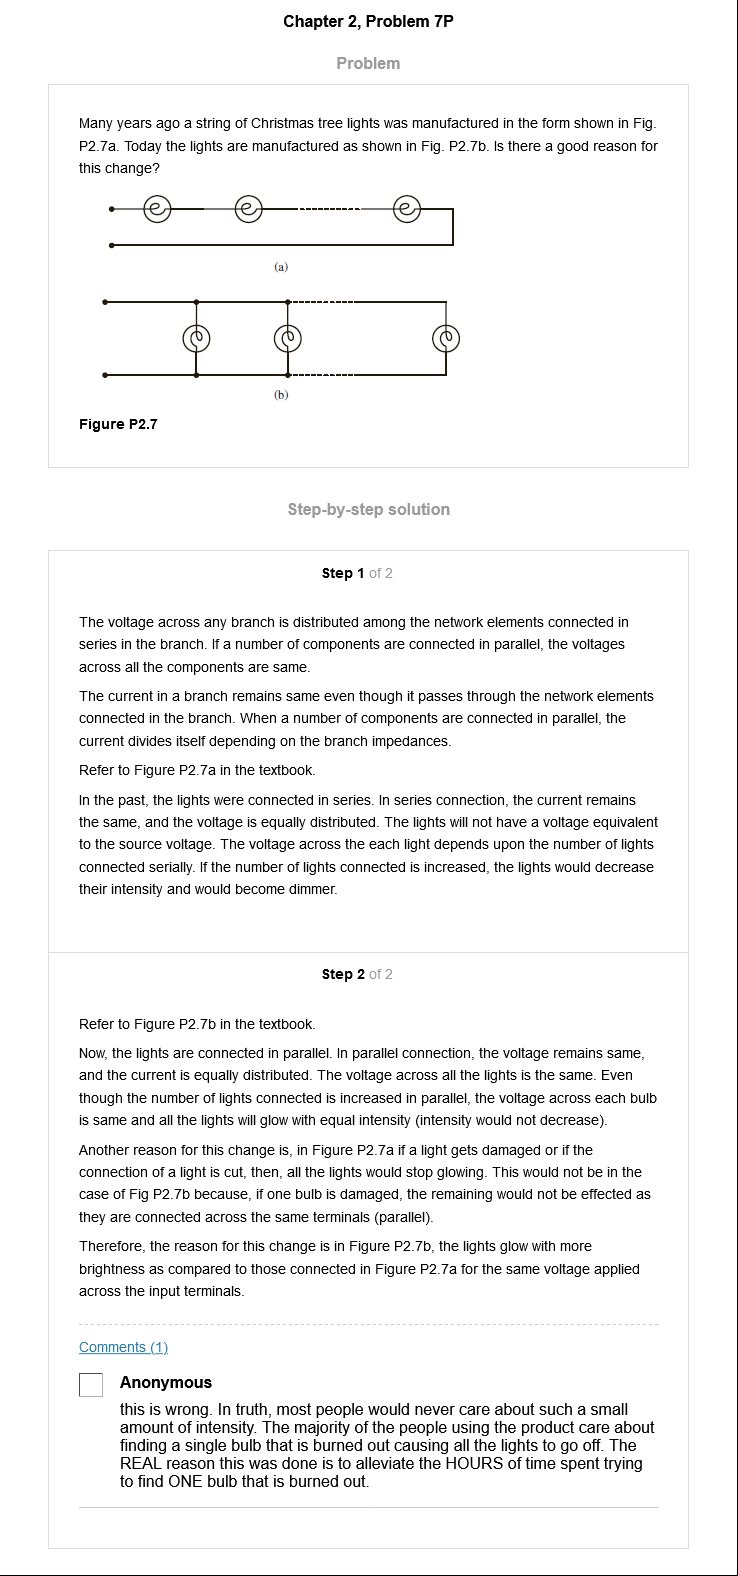 Chapter 2, Problem 7P
Problem
Many years ago a string of Christmas tree lights was manufactured in the form shown in Fig.
P2.7a. Today the lights are manufactured as shown in Fig. P2.7b. Is there a good reason for
this change?
(a)
(b)
Figure P2.7
Step-by-step solution
Step 1 of 2
The voltage across any branch is distributed among the network elements connected in
series in the branch. If a number of components are connected in parallel, the voltages
across all the components are same.
The current in a branch remains same even though it passes through the network elements
connected in the branch. When a number of components are connected in parallel, the
current divides itself depending on the branch impedances.
Refer to Figure P2.7a in the textbook.
In the past, the lights were connected in series. In series connection, the current remains
the same, and the voltage is equally distributed. The lights will not have a voltage equivalent
to the source voltage. The voltage across the each light depends upon the number of lights
connected serially. If the number of lights connected is increased, the lights would decrease
their intensity and would become dimmer.
Step 2 of 2
Refer to Figure P2.7b in the textbook.
Now, the lights are connected in parallel. In parallel connection, the voltage remains same,
and the current is equally distributed. The voltage across all the lights is the same. Even
though the number of lights connected is increased in parallel, the voltage across each bulb
is same and all the lights will glow with equal intensity (intensity would not decrease).
Another reason for this change is, in Figure P2.7a if a light gets damaged or if the
connection of a light is cut, then, all the lights would stop glowing. This would not be in the
case of Fig P2.7b because, if one bulb is damaged, the remaining would not be effected as
they are connected across the same terminals (parallel).
Therefore, the reason for this change is in Figure P2.7b, the lights glow with more
brightness as compared to those connected in Figure P2.7a for the same voltage applied
across the input terminals.
Comments (1)
Anonymous
this is wrong. In truth, most people would never care about such a small
amount of intensity. The majority of the people using the product care about
finding a single bulb that is burned out causing all the lights to go off. The
REAL reason this was done is to alleviate the HOURS of time spent trying
to find ONE bulb that is burned out.